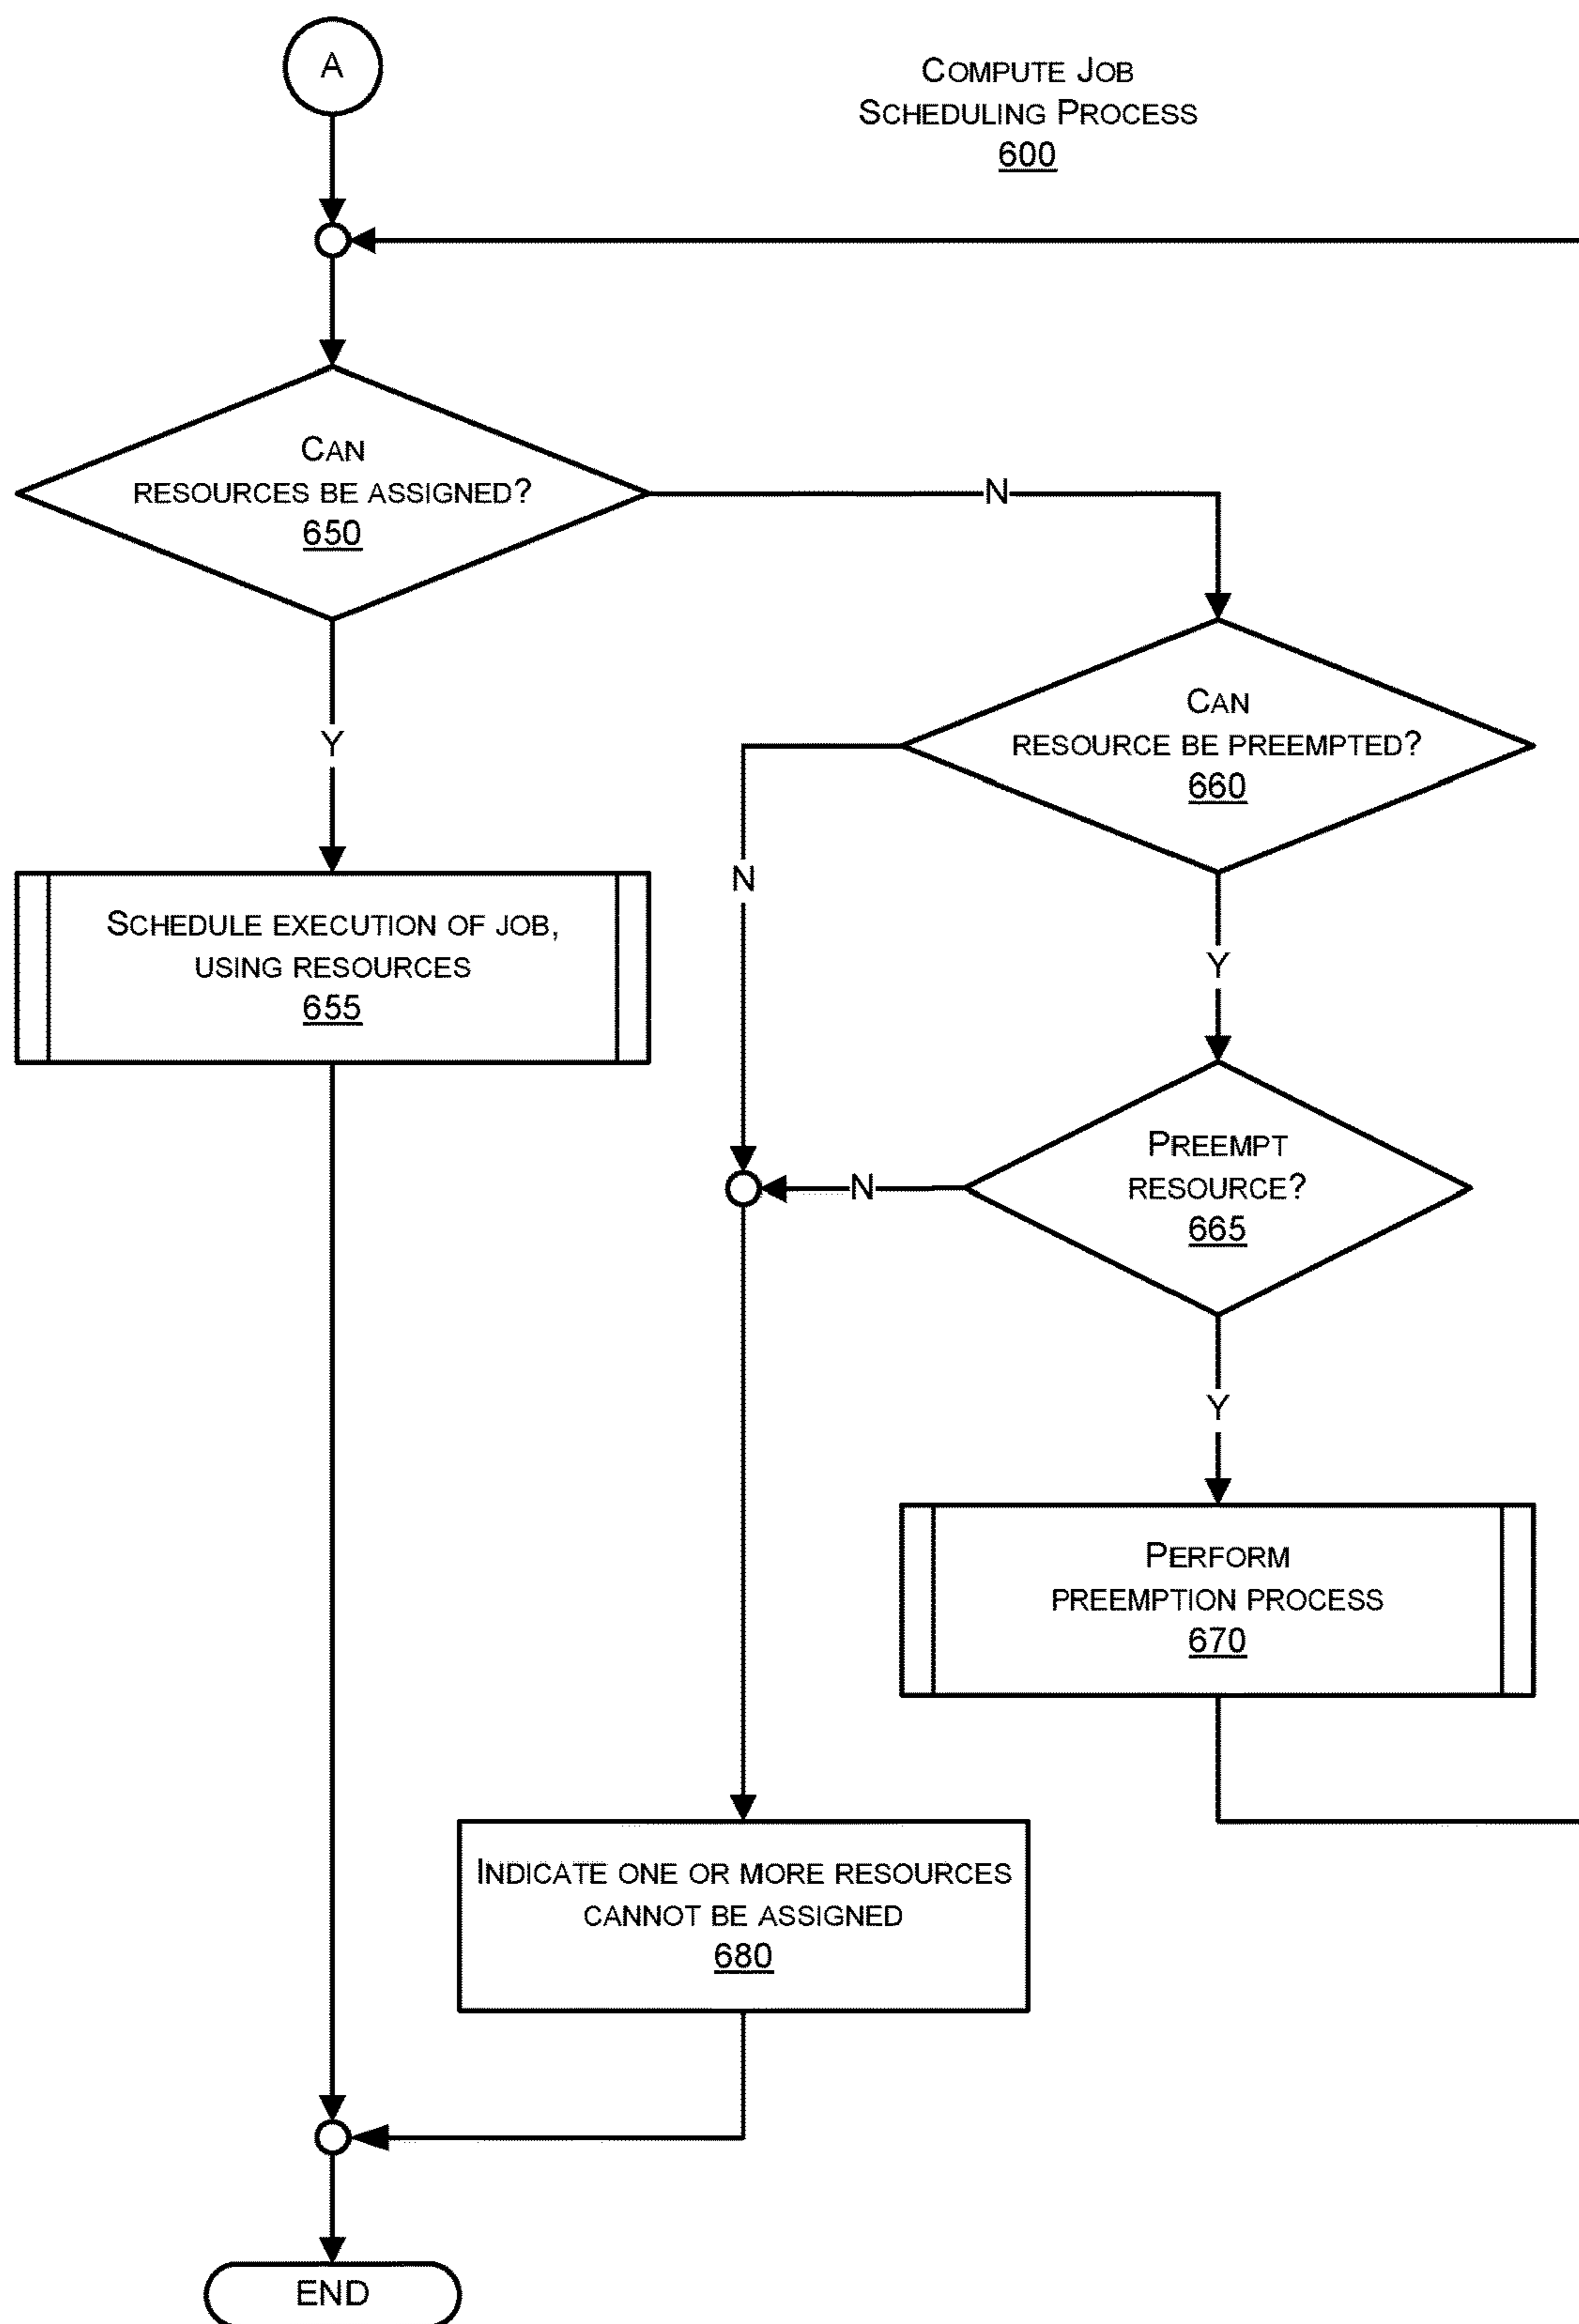 A
COMPUTE JOB
SCHEDULING PROCESS
600
CAN
RESOURCES BE ASSIGNED?
650
N
Y
CAN
RESOURCE BE PREEMPTED?
660
N
Y
SCHEDULE EXECUTION OF JOB,
USING RESOURCES
655
PREEMPT
RESOURCE?
665
N
Y
PERFORM
PREEMPTION PROCESS
670
INDICATE ONE OR MORE RESOURCES
CANNOT BE ASSIGNED
680
END